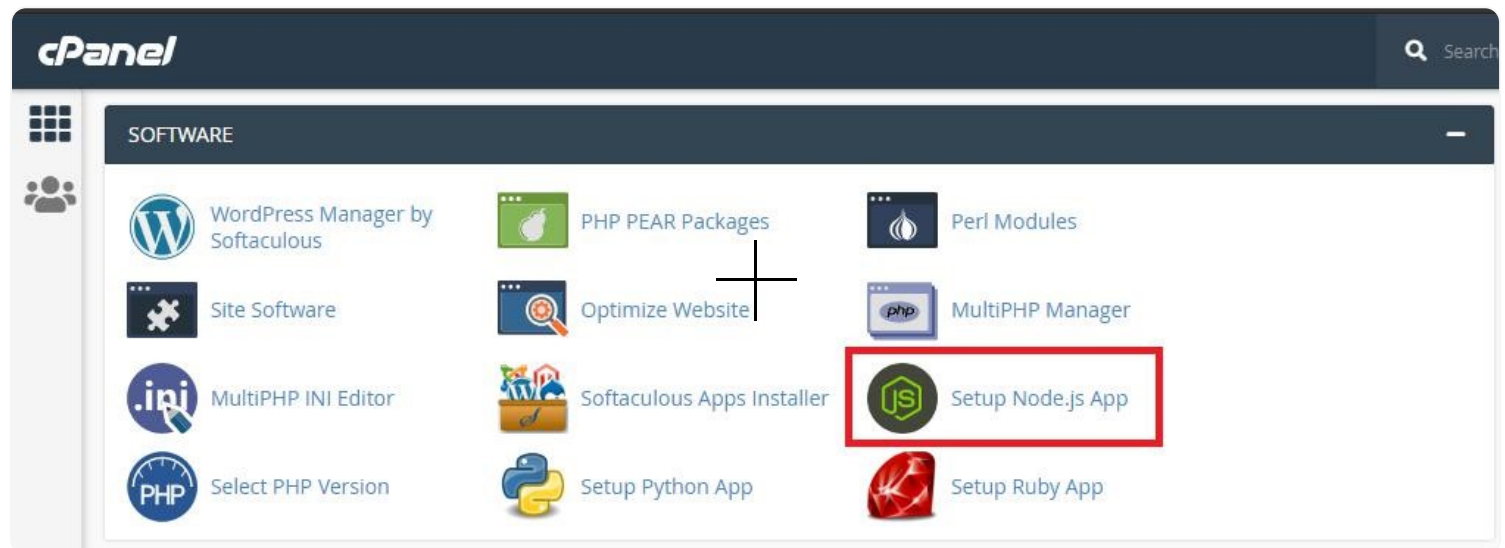 cPanel
Search
SOFTWARE
WordPress Manager by
Softaculous
PHP PEAR Packages
Perl Modules
Site Software
Optimize Website
php
MultiPHP Manager
.ini
MultiPHP INI Editor
Softaculous Apps Installer
JS
Setup Node.js App
PHP
Select PHP Version
Setup Python App
Setup Ruby App